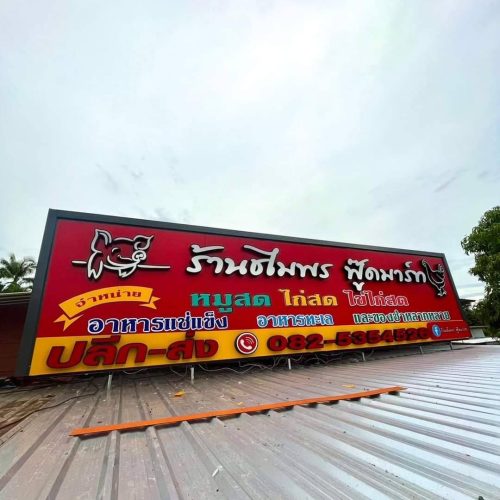 ร้านชไมพร ฟู๊ดมาร์ท
จำหน่าย หมูสด ไก่สด ไข่ไก่สด
อาหารแช่แข็ง อาหารทะเล และของชำหลากหลาย
ปลีก-ส่ง 082-5354526